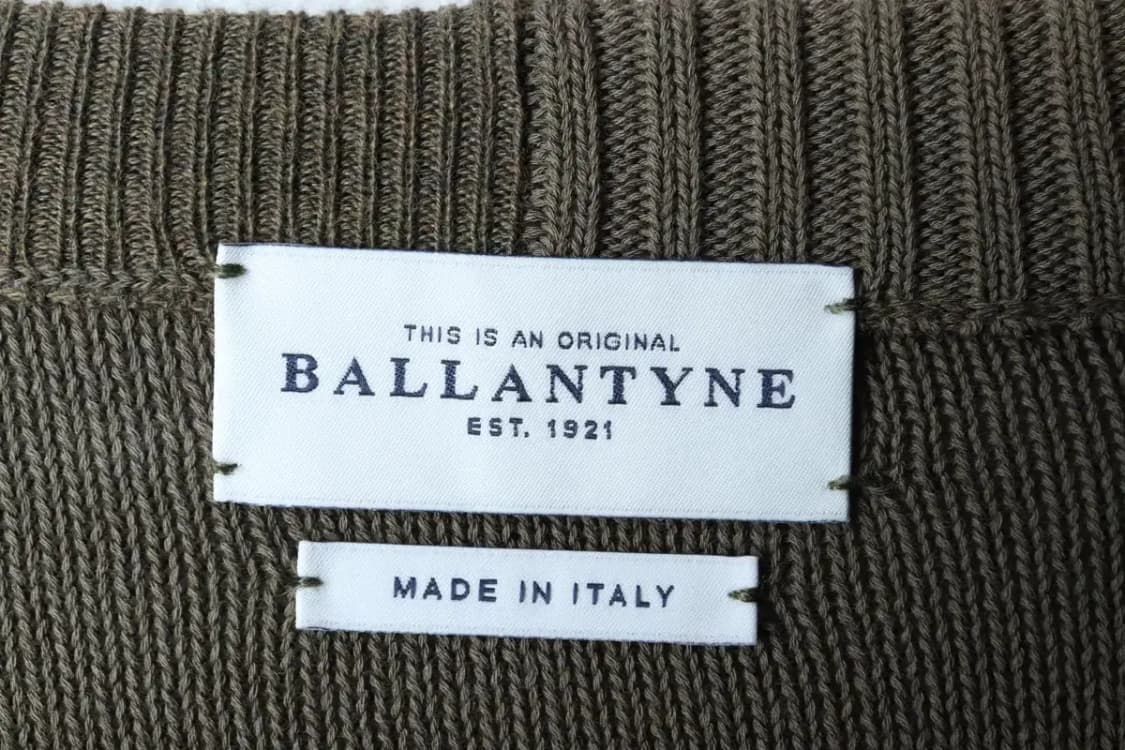 THIS IS AN ORIGINAL
BALLANTYNE
EST. 1921
MADE IN ITALY